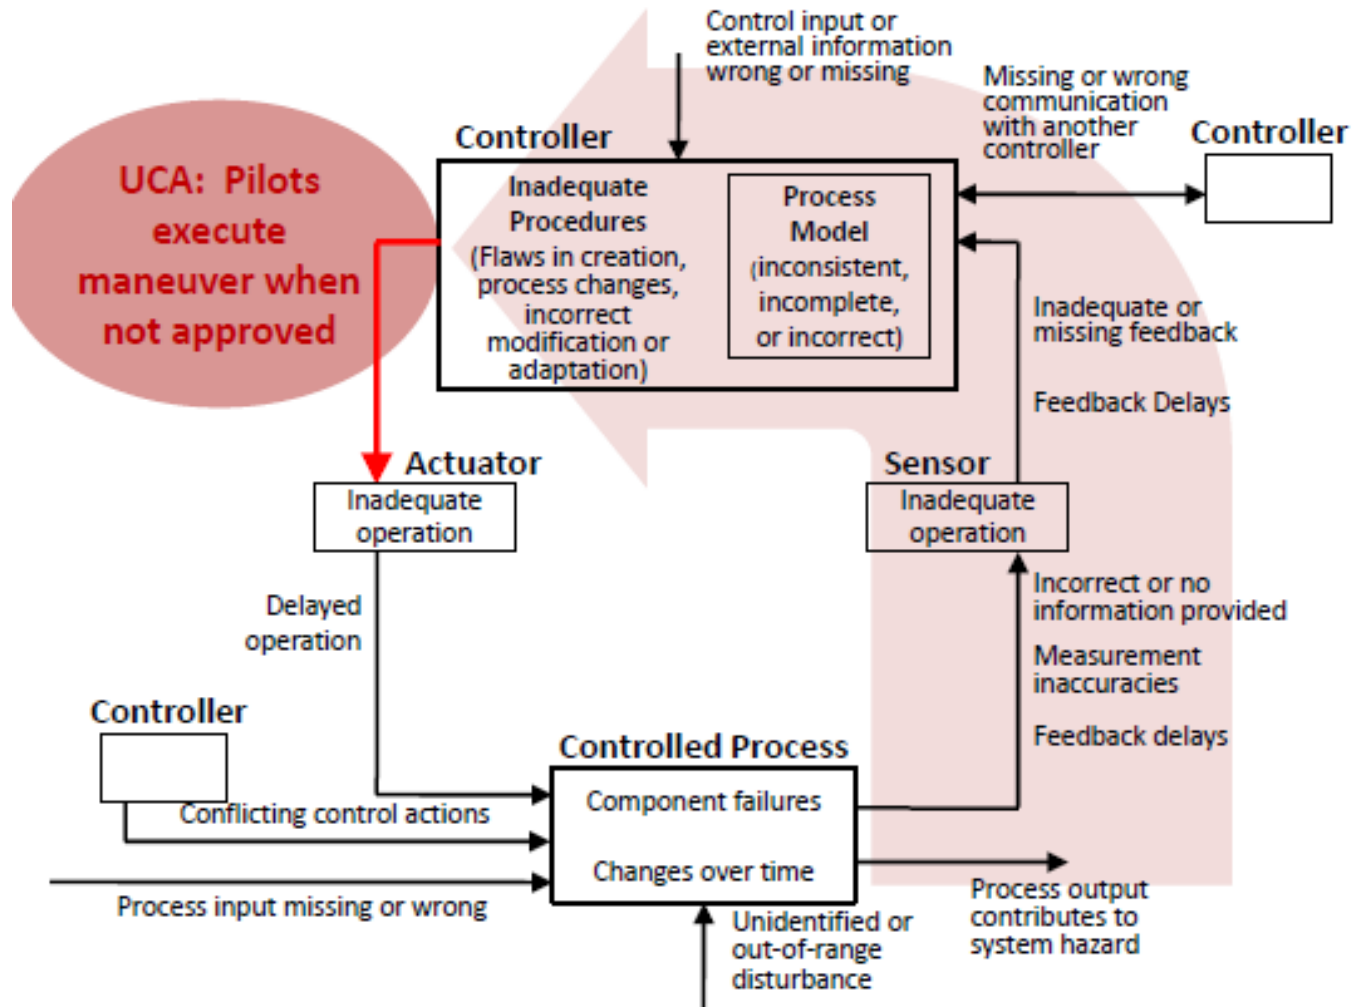 Control input or
external information
wrong or missing
Missing or wrong
communication
with another
controller
Controller
Controller
UCA:  Pilots
execute
maneuver when
not approved
Inadequate
Procedures
(Flaws in creation,
process changes,
incorrect
modification or
adaptation)
Process
Model
(inconsistent,
incomplete,
or incorrect)
Inadequate or
missing feedback
Feedback Delays
Actuator
Inadequate
operation
Sensor
Inadequate
operation
Delayed
operation
Incorrect or no
information provided
Measurement
inaccuracies
Feedback delays
Controller
Conflicting control actions
Process input missing or wrong
Controlled Process
Component failures
Changes over time
Unidentified or
out-of-range
disturbance
Process output
contributes to
system hazard